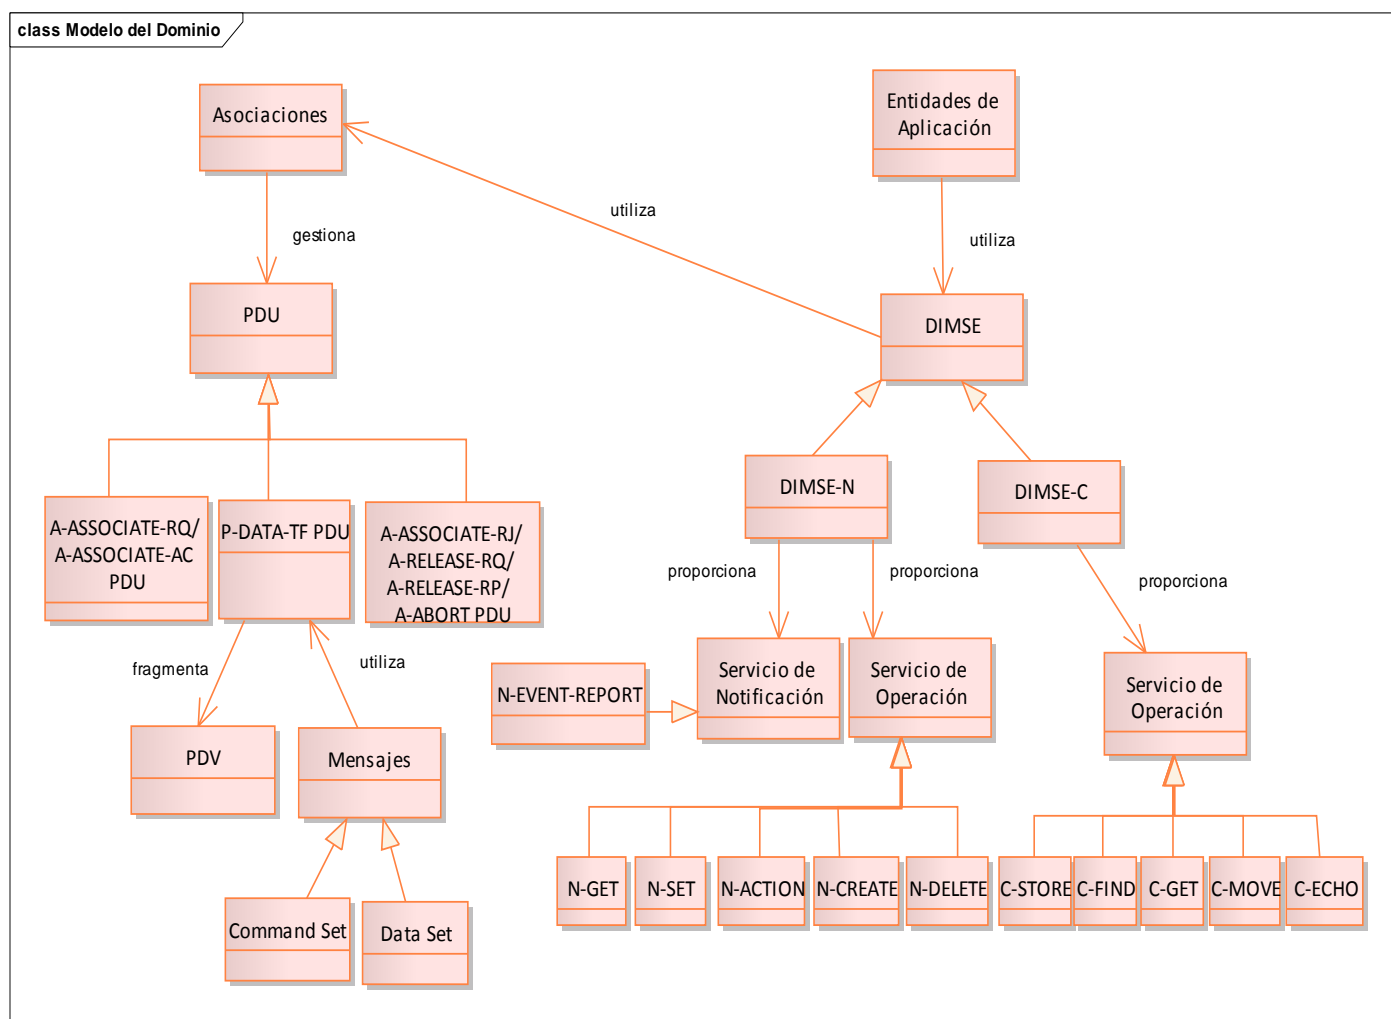 class Modelo del Dominio
Asociaciones
Entidades de
Aplicación
utiliza
gestiona
utiliza
PDU
DIMSE
DIMSE-N
DIMSE-C
A-ASSOCIATE-RQ/
A-ASSOCIATE-AC
PDU
P-DATA-TF PDU
A-ASSOCIATE-RJ/
A-RELEASE-RQ/
A-RELEASE-RP/
A-ABORT PDU
proporciona
proporciona
proporciona
fragmenta
utiliza
N-EVENT-REPORT
Servicio de
Notificación
Servicio de
Operación
Servicio de
Operación
PDV
Mensajes
N-GET
N-SET
N-ACTION
N-CREATE
N-DELETE
C-STORE
C-FIND
C-GET
C-MOVE
C-ECHO
Command Set
Data Set